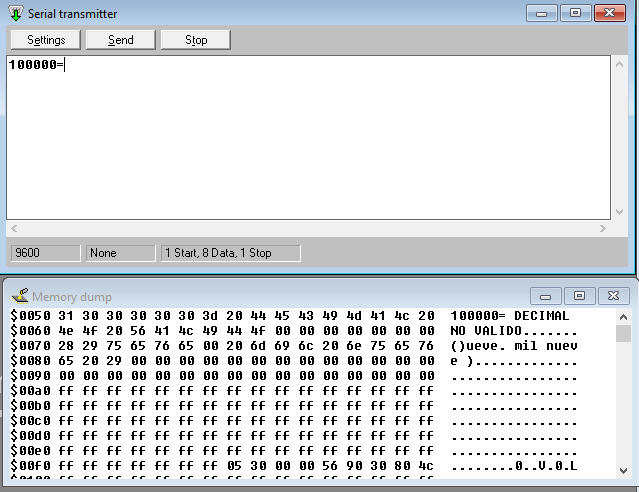 Serial transmitter
Settings Send Stop
100000=
9600 None 1 Start, 8 Data, 1 Stop
Memory dump
$0050 31 30 30 30 30 30 3d 20 44 45 43 49 4d 41 4c 20 100000= DECIMAL
$0060 4e 4f 20 56 41 4c 49 44 4f 00 00 00 00 00 00 00 NO VALIDO.......
$0070 28 29 75 65 76 65 00 20 6d 69 6c 20 6e 75 65 76 ()ueve. mil nuev
$0080 65 20 29 00 00 00 00 00 00 00 00 00 00 00 00 00 e ).............
$0090 00 00 00 00 00 00 00 00 00 00 00 00 00 00 00 00 ................
$00a0 ff ff ff ff ff ff ff ff ff ff ff ff ff ff ff ff ................
$00b0 ff ff ff ff ff ff ff ff ff ff ff ff ff ff ff ff ................
$00c0 ff ff ff ff ff ff ff ff ff ff ff ff ff ff ff ff ................
$00d0 ff ff ff ff ff ff ff ff ff ff ff ff ff ff ff ff ................
$00e0 ff ff ff ff ff ff ff ff ff ff ff ff ff ff ff ff ................
$00f0 ff ff ff ff ff ff ff 05 30 00 00 56 90 30 80 4c ........0..V.0.L